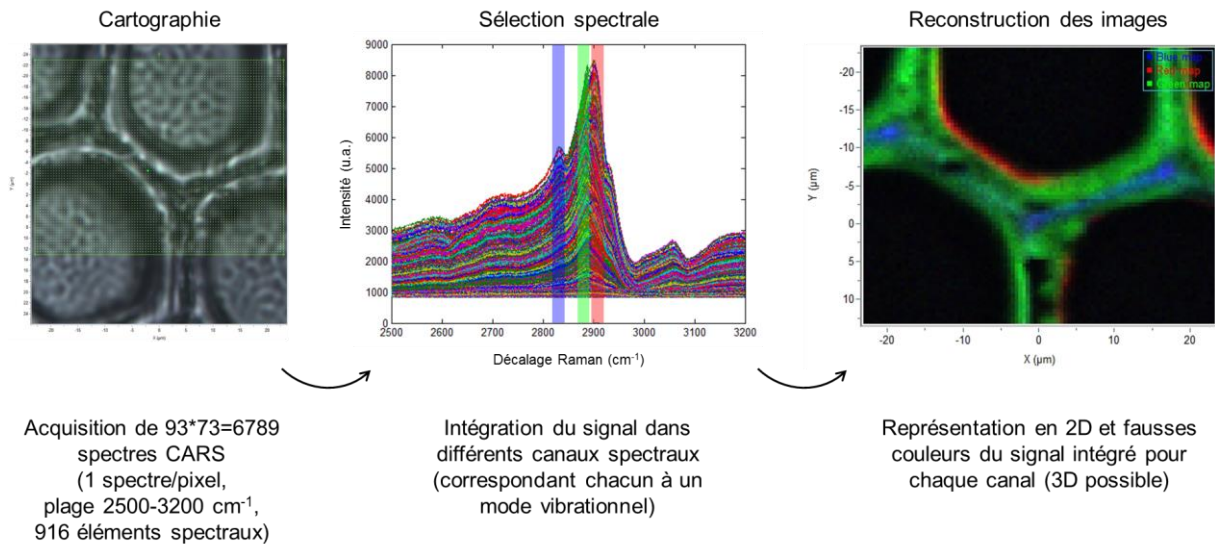 Cartographie
Sélection spectrale
Reconstruction des images
9000
8000
7000
6000
5000
4000
3000
2000
1000
0
Intensité (u.a.)
2500 2600 2700 2800 2900 3000 3100 3200
Décalage Raman (cm-1)
Blue map
Red map
Green map
-20
-15
-10
-5
0
5
10
Y (µm)
-20 -10 0 10 20
X (µm)
Acquisition de 93*73=6789
spectres CARS
(1 spectre/pixel,
plage 2500-3200 cm-1,
916 éléments spectraux)
Intégration du signal dans
différents canaux spectraux
(correspondant chacun à un
mode vibrationnel)
Représentation en 2D et fausses
couleurs du signal intégré pour
chaque canal (3D possible)